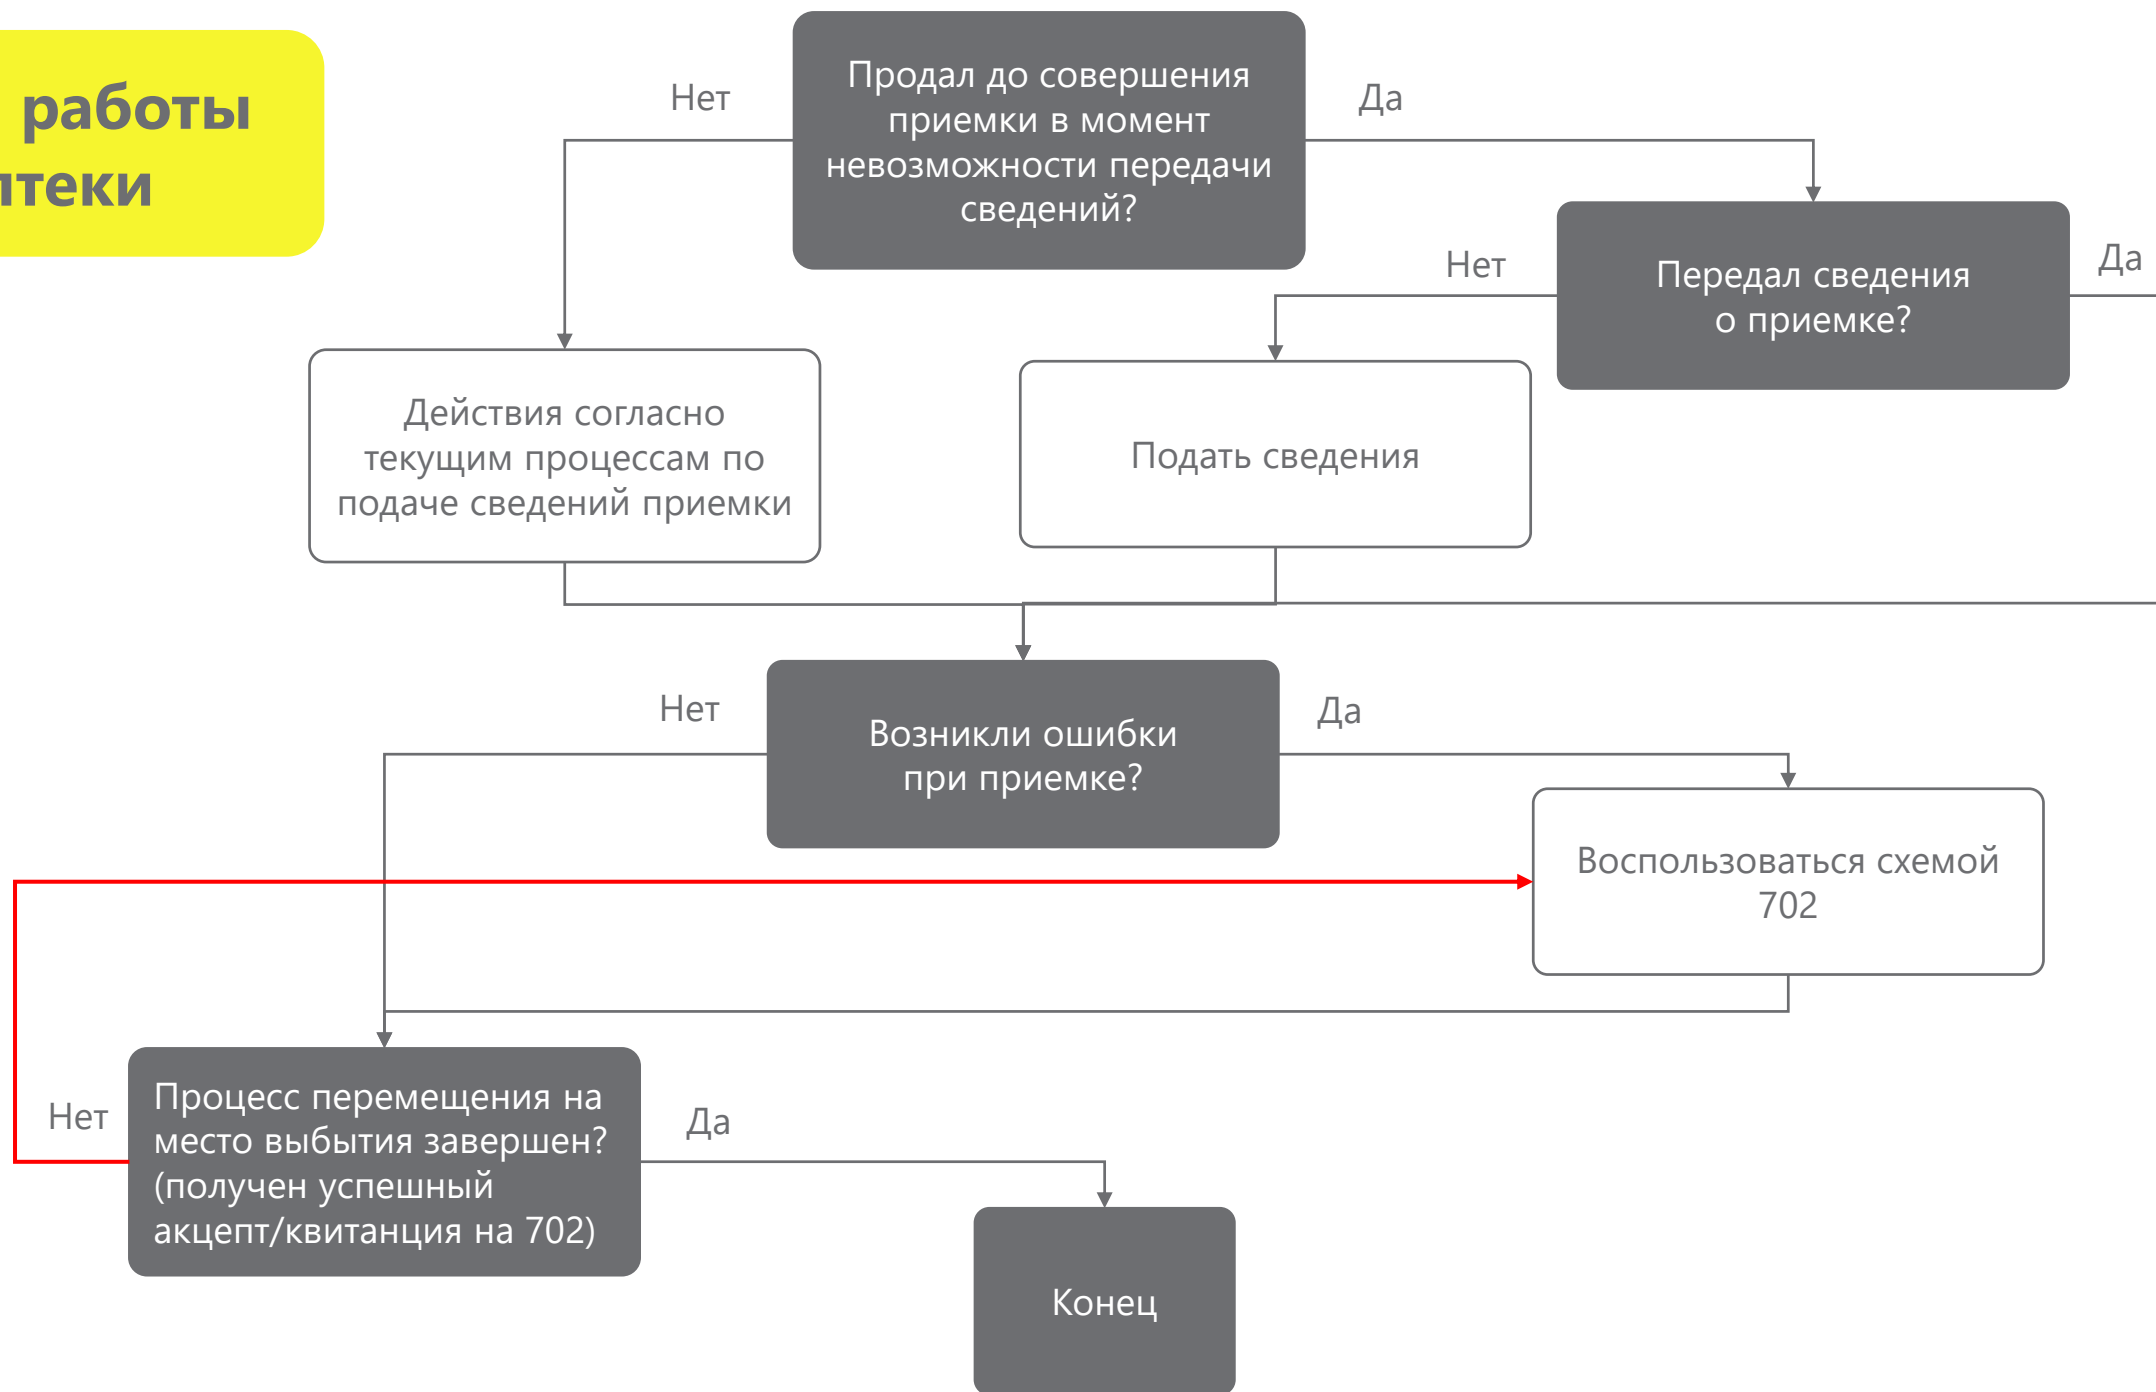 работы
Нет
Продал до совершения
приемки в момент
невозможности передачи
сведений?
Да
Нет
Передал сведения
о приемке?
Да
Действия согласно
текущим процессам по
подаче сведений приемки
Подать сведения
Нет
Возникли ошибки
при приемке?
Да
Воспользоваться схемой
702
Нет
Процесс перемещения на
место выбытия завершен?
(получен успешный
акцепт/квитанция на 702)
Да
Конец